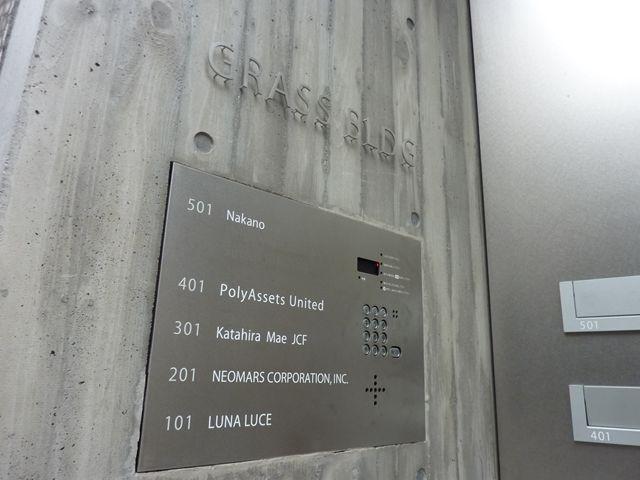 GRASS BLDG
501 Nakano
401 PolyAssets United
301 Katahira Mae JCF
201 NEOMARS CORPORATION, INC.
101 LUNA LUCE
501
401